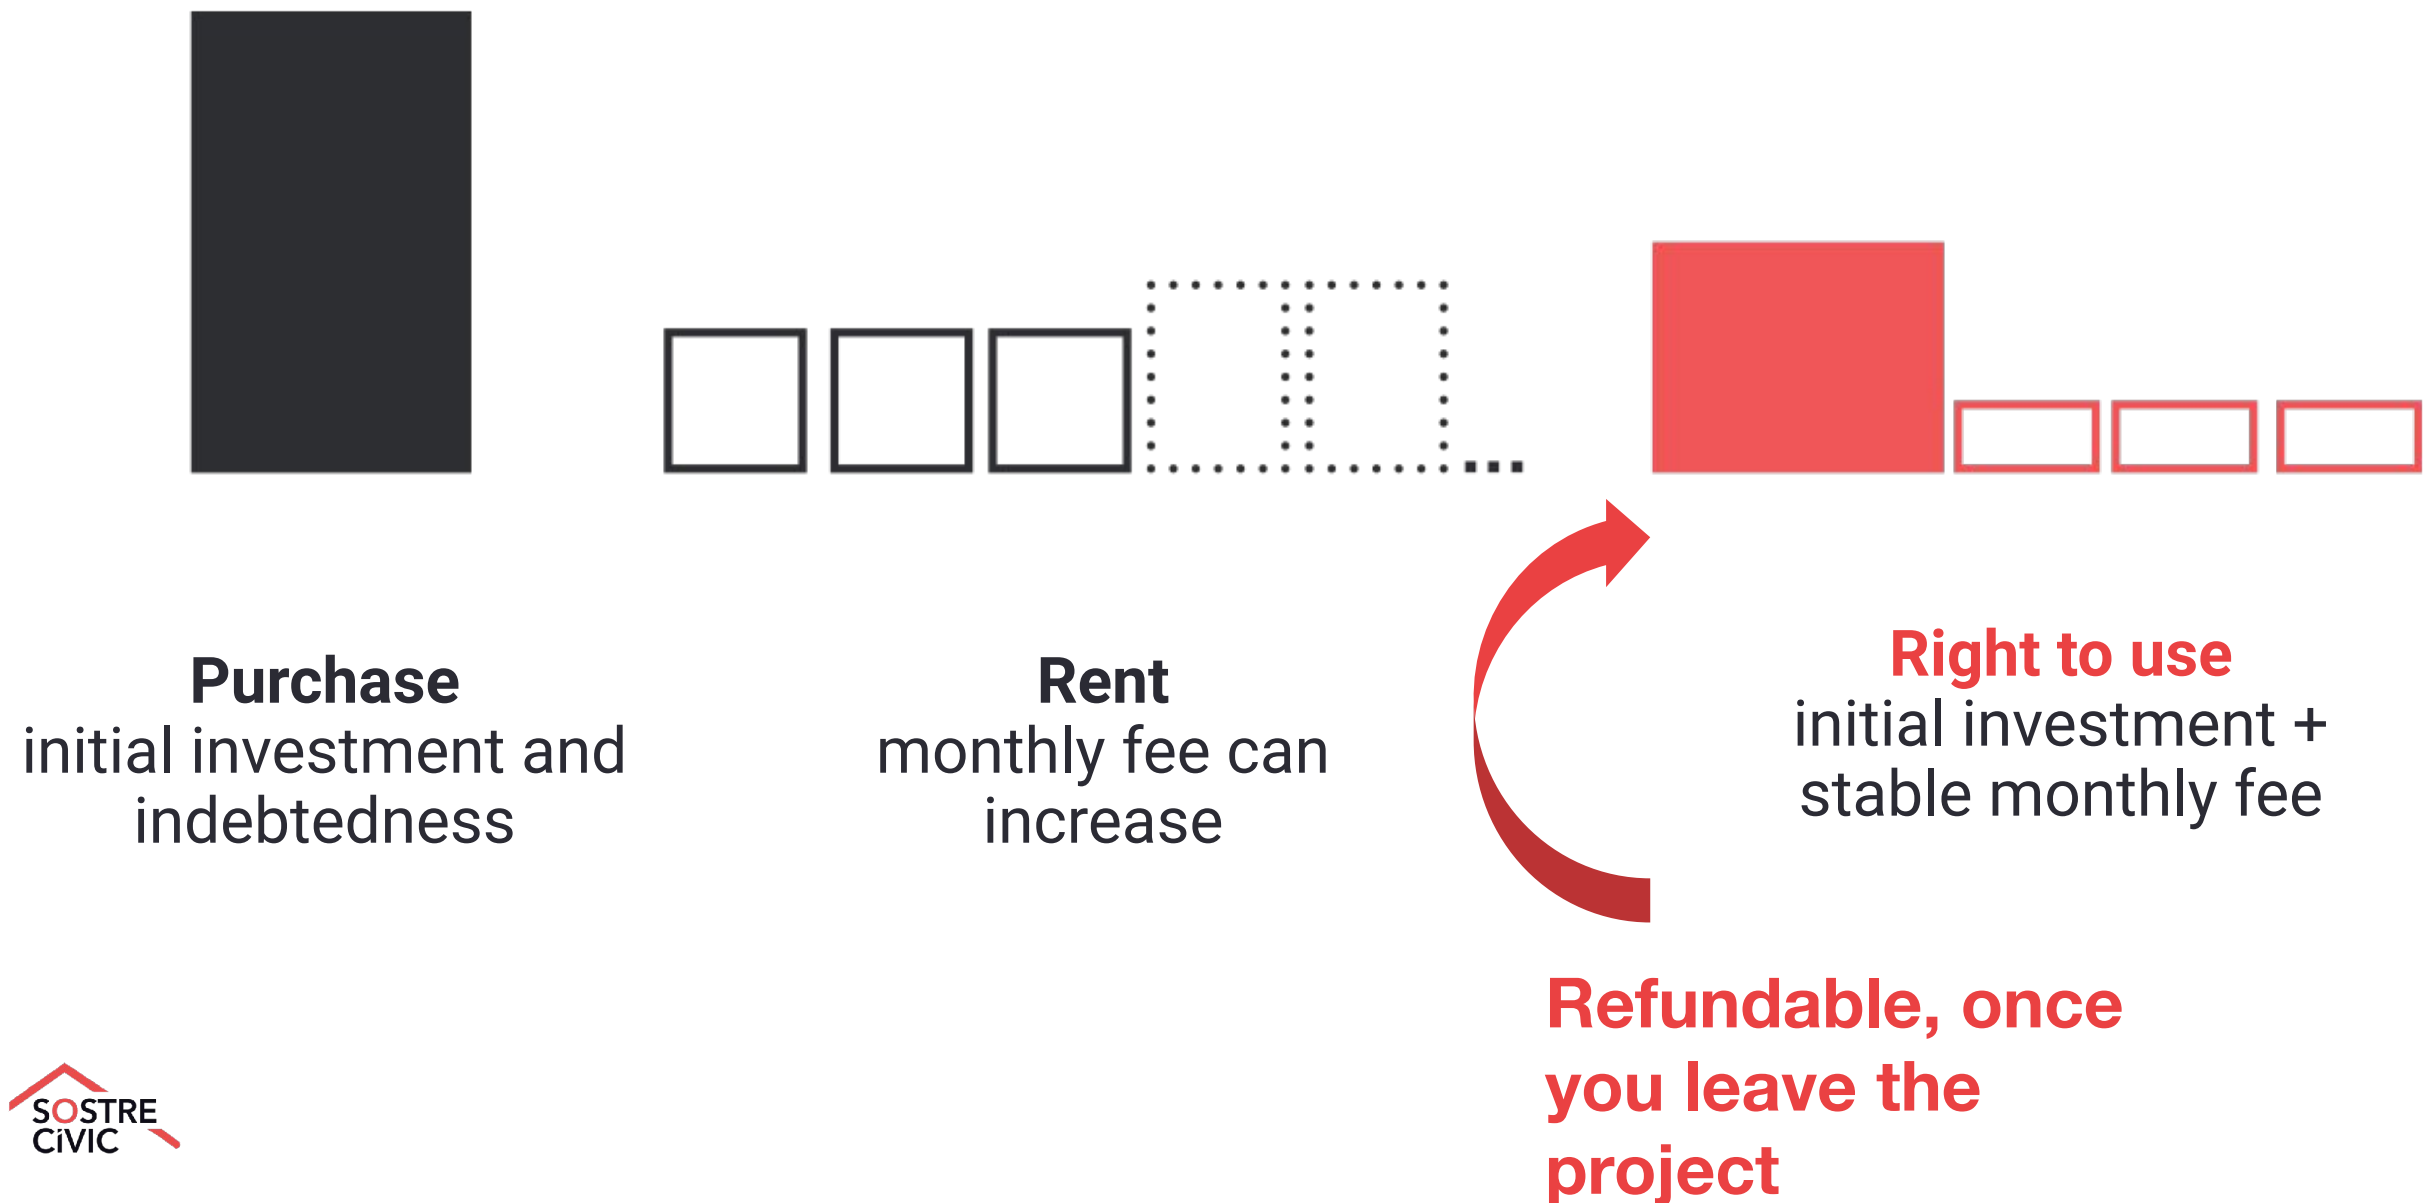 Purchase
initial investment and
indebtedness
Rent
monthly fee can
increase
Right to use
initial investment +
stable monthly fee
Refundable, once
you leave the
project
SOSTRE
CÍVIC